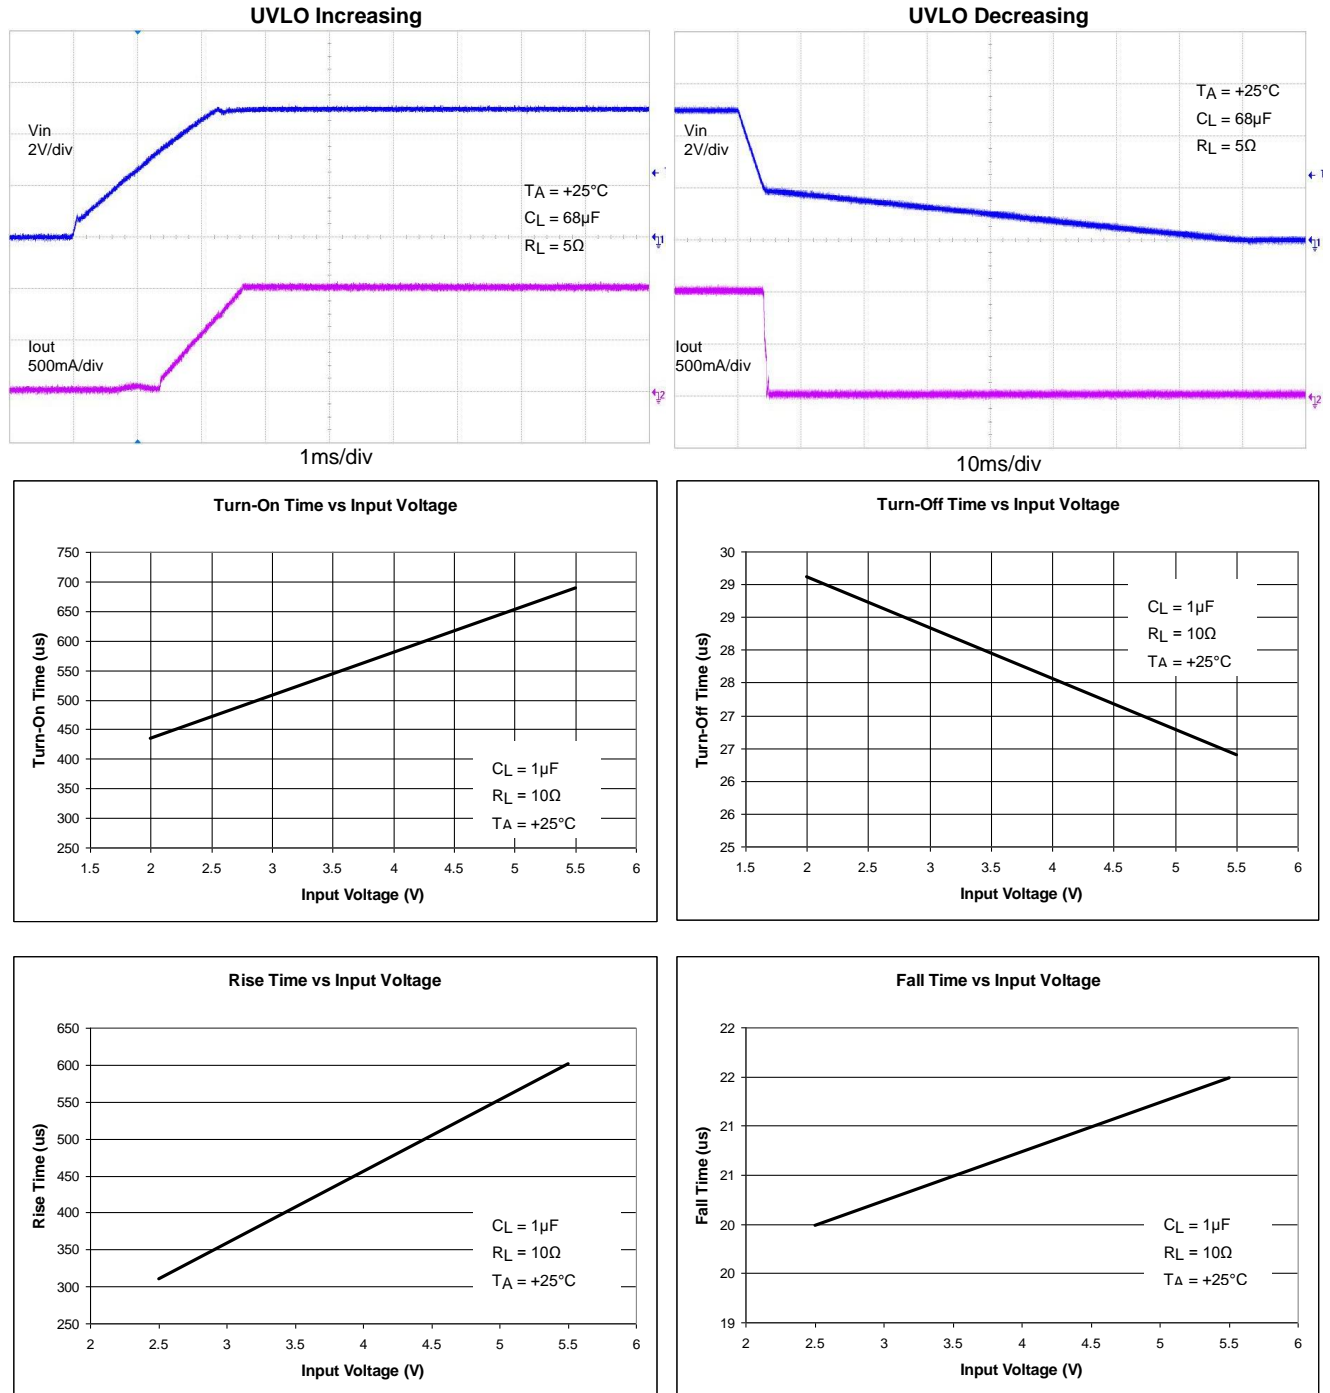 UVLO Increasing
Vin
2V/div
TA = +25°C
CL = 68µF
RL = 5Ω
1
Iout
500mA/div
2
1ms/div
UVLO Decreasing
TA = +25°C
CL = 68µF
RL = 5Ω
Vin
2V/div
1
Iout
500mA/div
2
10ms/div
Turn-On Time vs Input Voltage
Turn-On Time (us)
750
700
650
600
550
500
450
400
350
300
250
CL = 1µF
RL = 10Ω
TA = +25°C
1.5 2 2.5 3 3.5 4 4.5 5 5.5 6
Input Voltage (V)
Turn-Off Time vs Input Voltage
Turn-Off Time (us)
30
29
29
28
28
27
27
26
26
25
CL = 1µF
RL = 10Ω
TA = +25°C
1.5 2 2.5 3 3.5 4 4.5 5 5.5 6
Input Voltage (V)
Rise Time vs Input Voltage
Rise Time (us)
650
600
550
500
450
400
350
300
250
CL = 1µF
RL = 10Ω
TA = +25°C
2 2.5 3 3.5 4 4.5 5 5.5 6
Input Voltage (V)
Fall Time vs Input Voltage
Fall Time (us)
22
22
21
21
20
20
19
CL = 1µF
RL = 10Ω
TA = +25°C
2 2.5 3 3.5 4 4.5 5 5.5 6
Input Voltage (V)